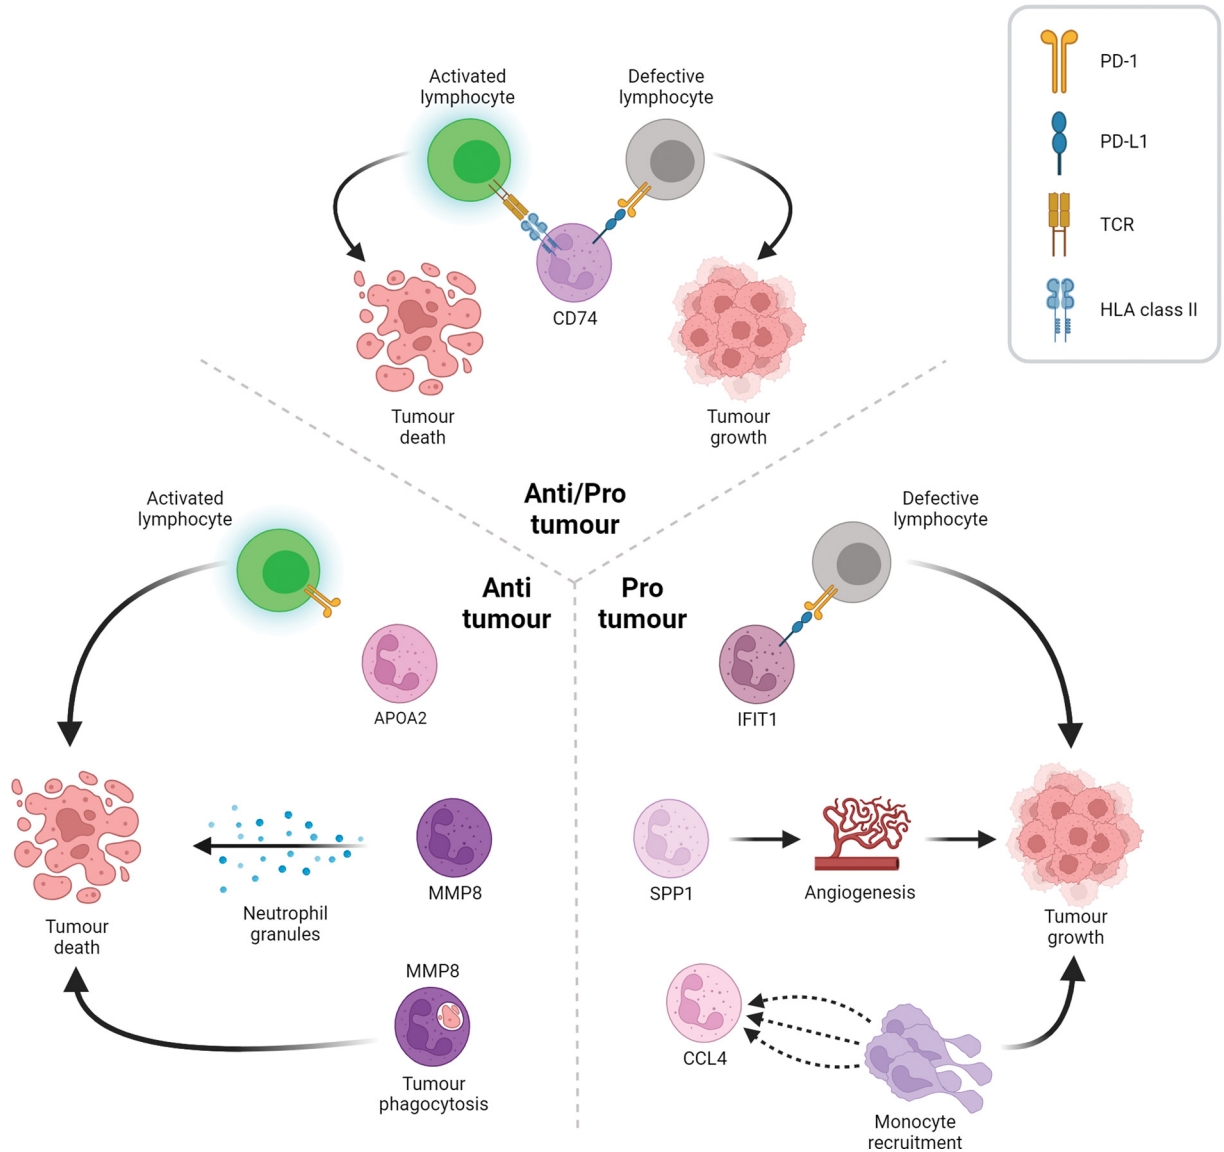 Activated
lymphocyte
Defective
lymphocyte
CD74
Tumour
death
Tumour
growth
PD-1
PD-L1
TCR
HLA class II
Anti/Pro
tumour
Anti
tumour
Pro
tumour
Activated
lymphocyte
APOA2
MMP8
Neutrophil
granules
Tumour
death
MMP8
Tumour
phagocytosis
Defective
lymphocyte
IFIT1
SPP1
Angiogenesis
Tumour
growth
CCL4
Monocyte
recruitment